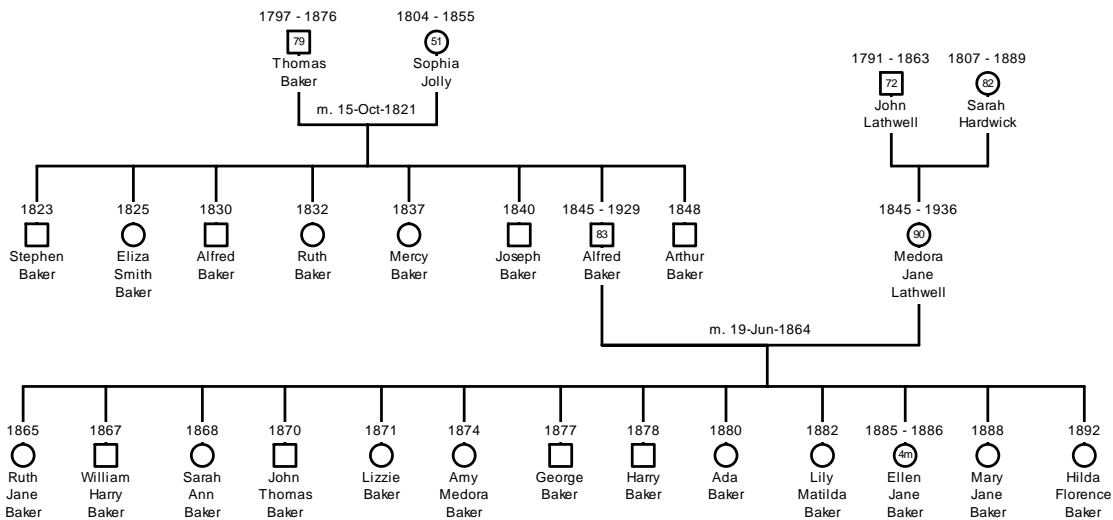 1797 - 1876
79
Thomas
Baker
1804 - 1855
51
Sophia
Jolly
m. 15-Oct-1821
1791 - 1863
72
John
Lathwell
1807 - 1889
82
Sarah
Hardwick
1823
Stephen
Baker
1825
Eliza
Smith
Baker
1830
Alfred
Baker
1832
Ruth
Baker
1837
Mercy
Baker
1840
Joseph
Baker
1845 - 1929
83
Alfred
Baker
1848
Arthur
Baker
1845 - 1936
90
Medora
Jane
Lathwell
m. 19-Jun-1864
1865
Ruth
Jane
Baker
1867
William
Harry
Baker
1868
Sarah
Ann
Baker
1870
John
Thomas
Baker
1871
Lizzie
Baker
1874
Amy
Medora
Baker
1877
George
Baker
1878
Harry
Baker
1880
Ada
Baker
1882
Lily
Matilda
Baker
1885 - 1886
4m
Ellen
Jane
Baker
1888
Mary
Jane
Baker
1892
Hilda
Florence
Baker